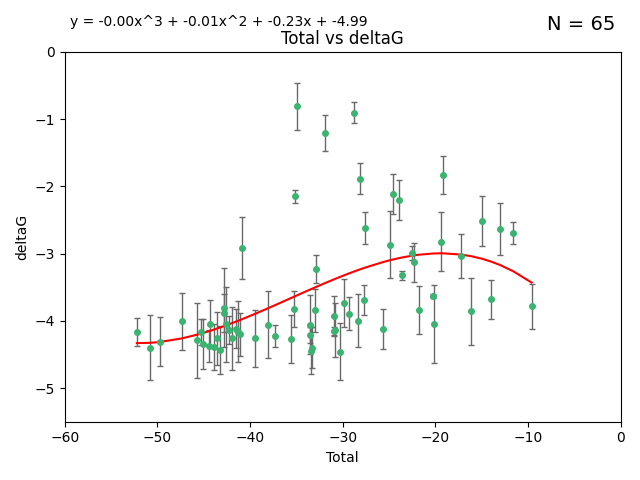 y = -0.00x^3 + -0.01x^2 + -0.23x + -4.99
N = 65
Total vs deltaG
0
−1
−2
−3
−4
−5
deltaG
−60 −50 −40 −30 −20 −10 0
Total